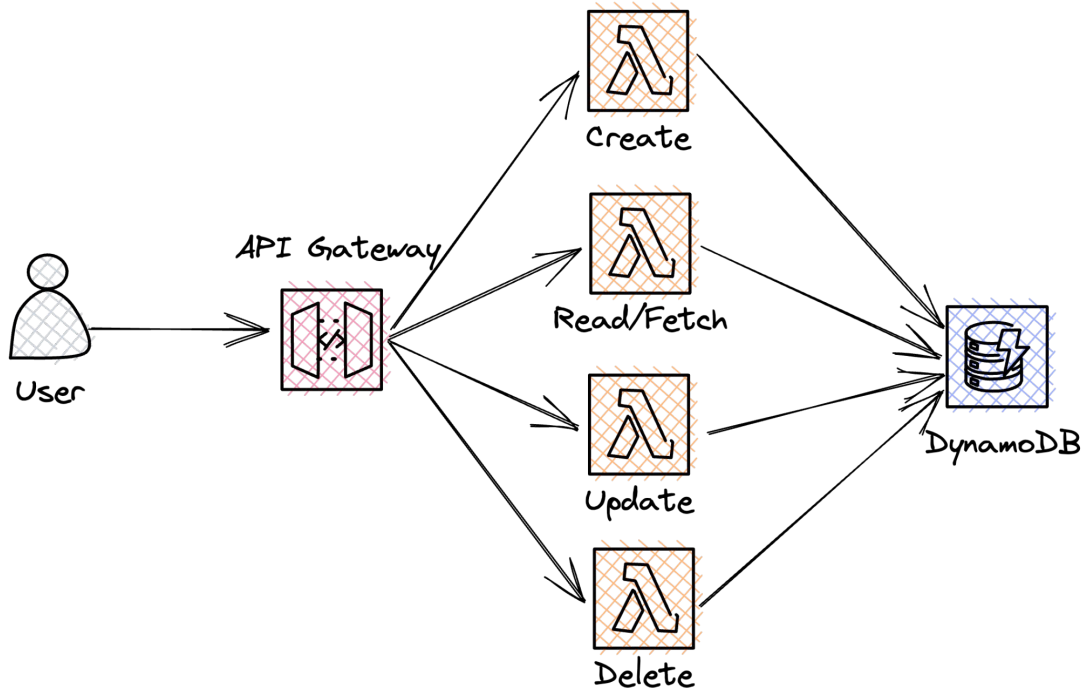 Create
API Gateway
Read/Fetch
User
DynamoDB
Update
Delete